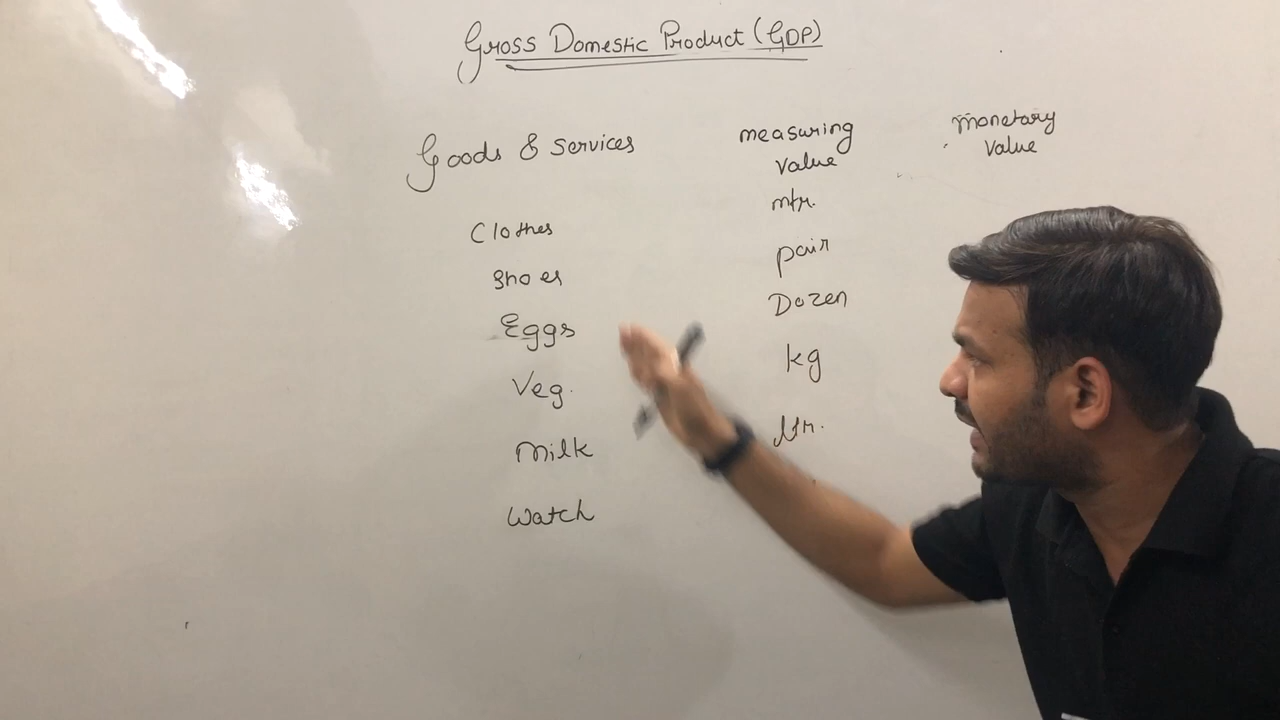 Gross Domestic Product (GDP)
Goods & Services
measuring
value
monetary
value
Clothes
mtr.
Shoes
pair
Eggs
Dozen
Veg.
kg
Milk
ltr.
Watch